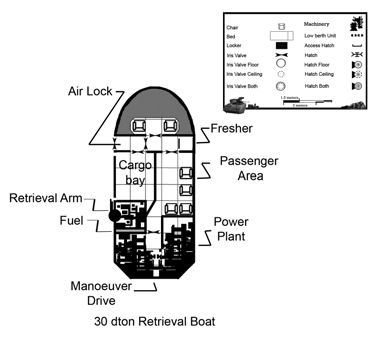 Chair
Machinery
Bed
Low berth Unit
Locker
Access Hatch
Iris Valve
Hatch
Iris Valve Floor
Hatch Floor
Iris Valve Ceiling
Hatch Ceiling
Iris Valve Both
Hatch Both
1.5 meters
Air Lock
Fresher
Cargo
bay
Passenger
Area
Retrieval Arm
Fuel
Power
Plant
Manoeuver
Drive
30 dton Retrieval Boat